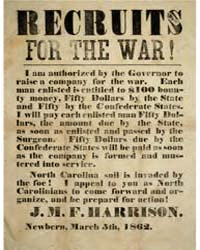 RECRUITS
FOR THE WAR!
I am authorized by the Governor to
raise a company for the war. Each
man enlisted is entitled to $100 boun-
ty money, Fifty Dollars by the State
and Fifty by the Confederate States.
I will pay each enlisted man Fifty Dol-
lars, the amount due by the State,
as soon as enlisted and passed by the
Surgeon. Fifty Dollars due by the
Confederate States will be paid as soon
as the company is formed and mus-
tered into service.
North Carolina soil is invaded by
the foe! I appeal to you as North
Carolinians to come forward and or-
ganize, and be prepared for action!
J. M. F. HARRISON.
Newbern, March 5th, 1862.